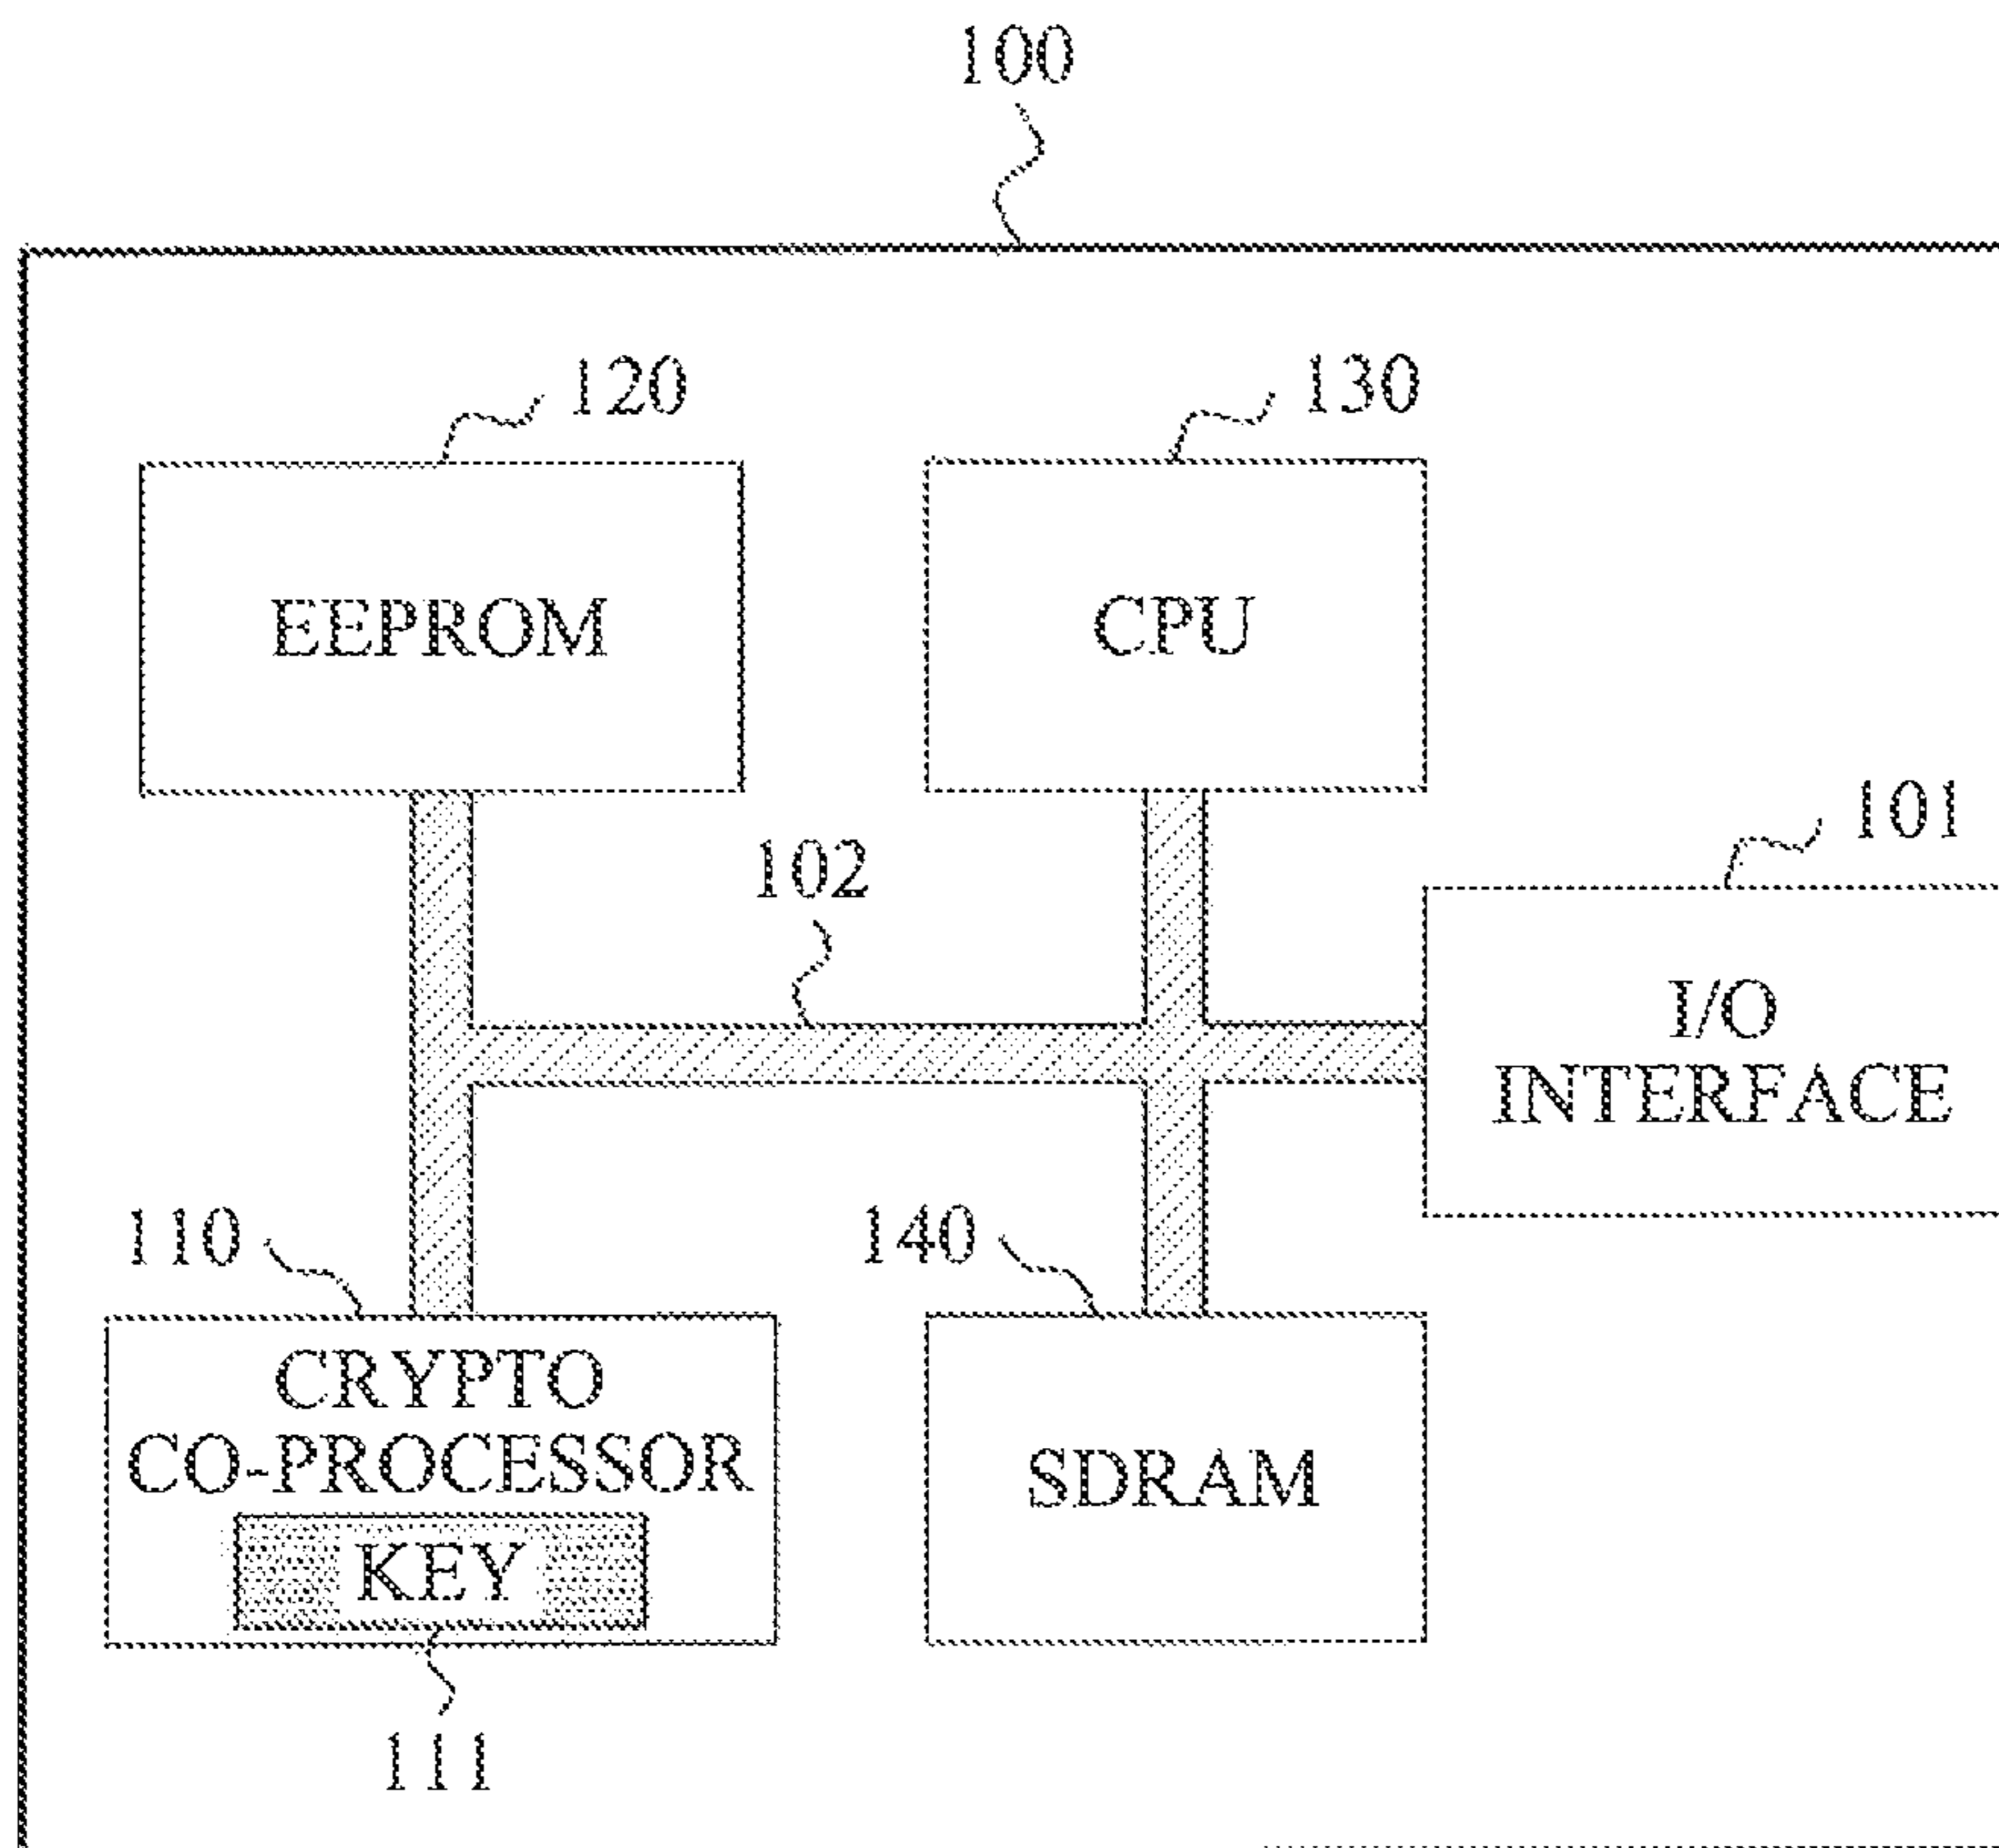 100
120
130
EEPROM
CPU
102
101
I/O
INTERFACE
110
140
CRYPTO
CO-PROCESSOR
SDRAM
KEY
111